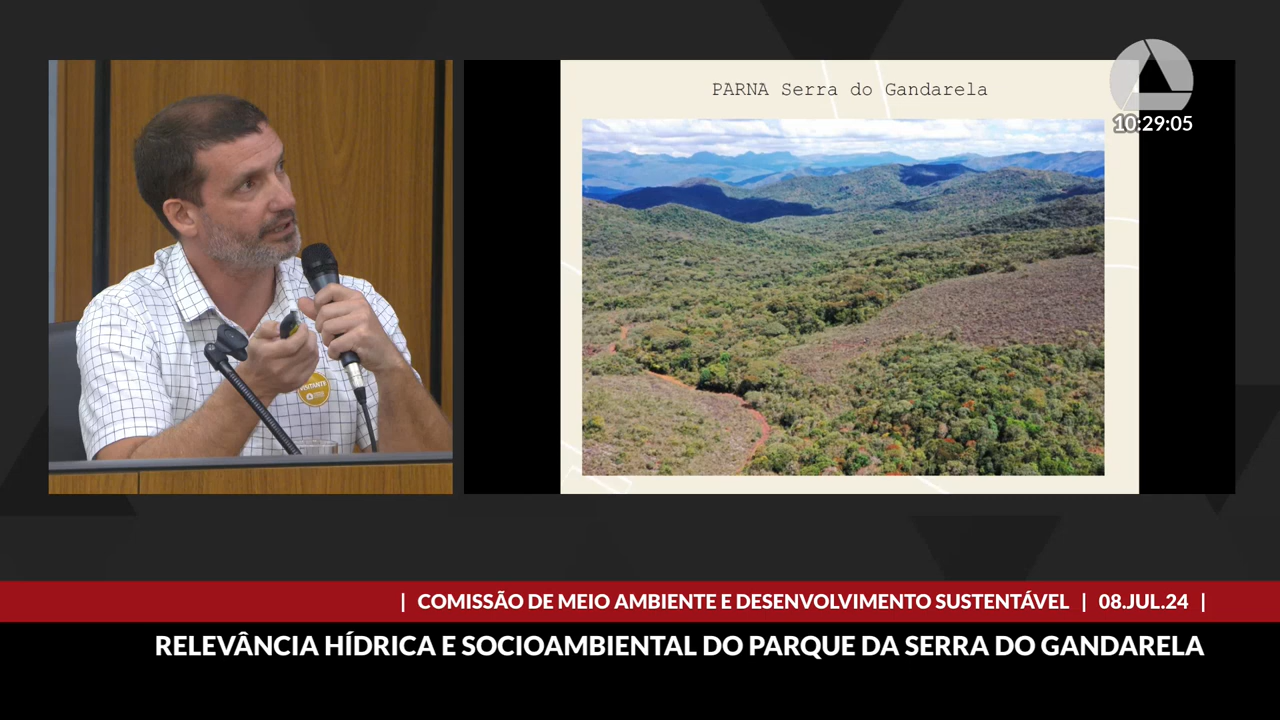 PARNA Serra do Gandarela
10:29:05
VISITANTE
| COMISSÃO DE MEIO AMBIENTE E DESENVOLVIMENTO SUSTENTÁVEL | 08.JUL.24 |
RELEVÂNCIA HÍDRICA E SOCIOAMBIENTAL DO PARQUE DA SERRA DO GANDARELA